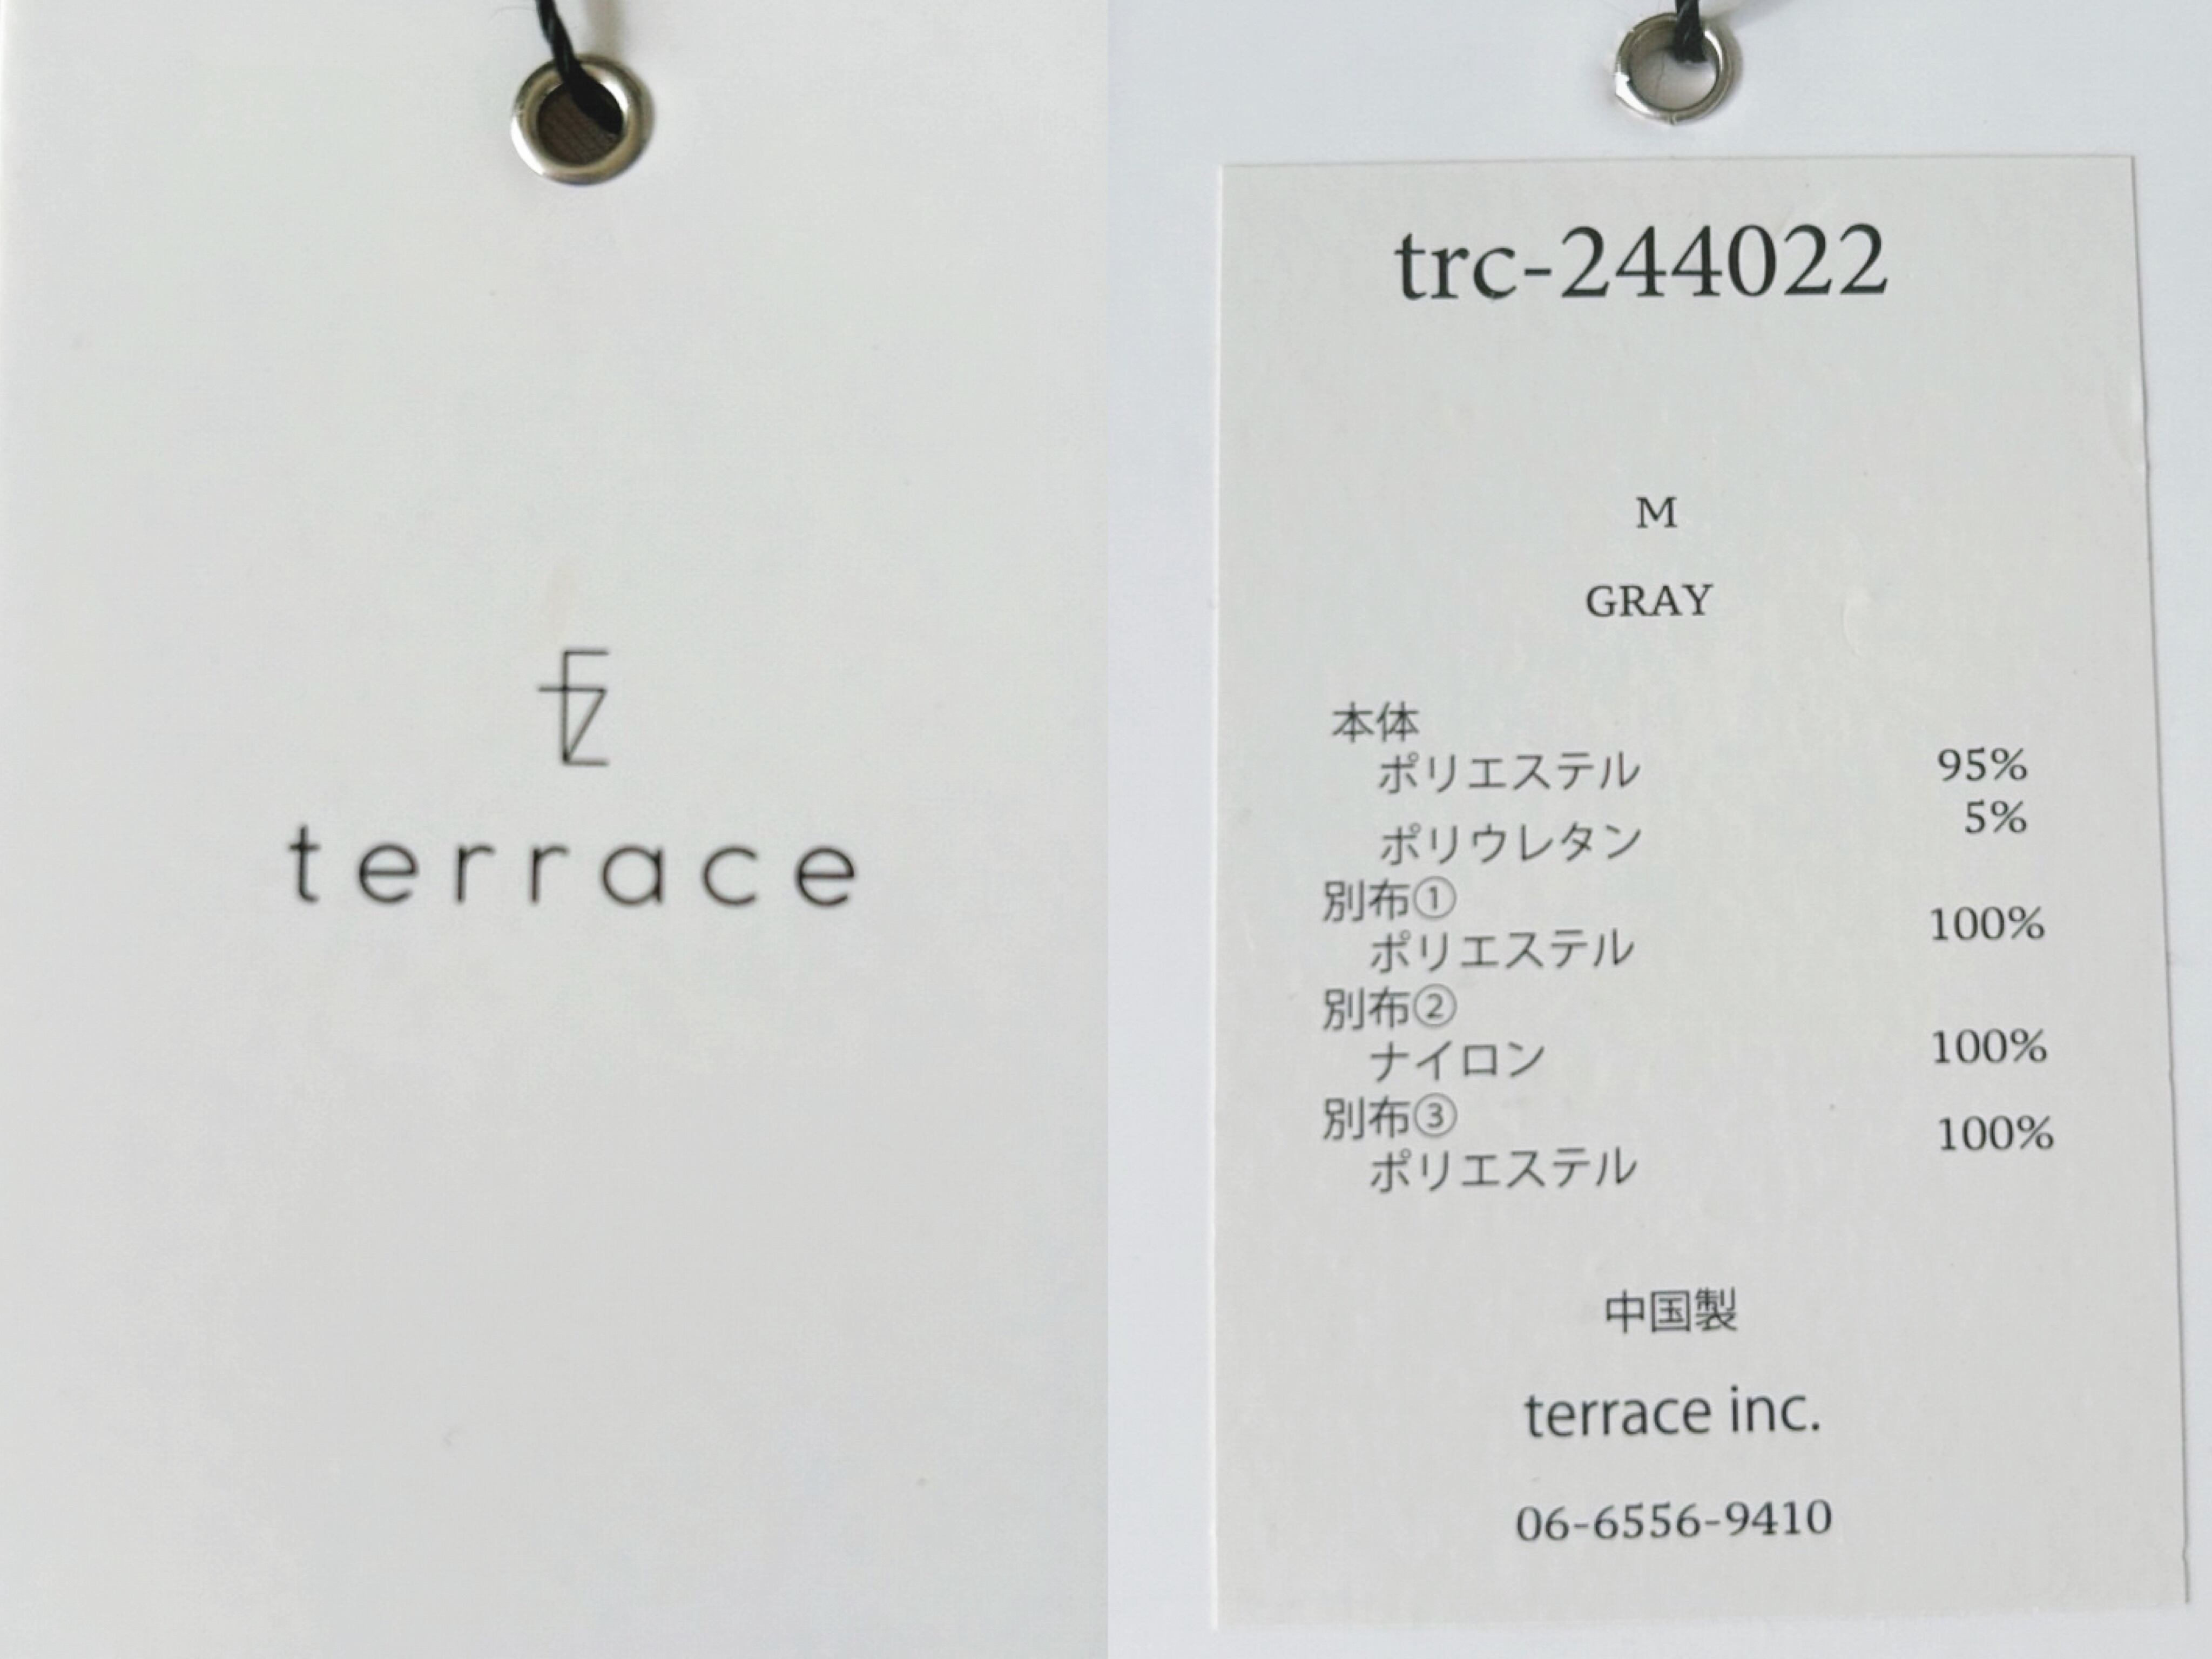 terrace
trc-244022
M
GRAY
本体
ポリエステル 95%
ポリウレタン 5%
別布①
ポリエステル 100%
別布②
ナイロン 100%
別布③
ポリエステル 100%
中国製
terrace inc.
06-6556-9410